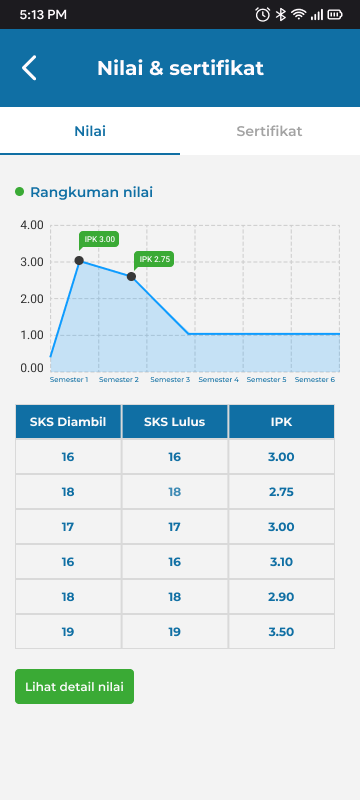 5:13 PM
Nilai & sertifikat
Nilai Sertifikat
Rangkuman nilai
4.00
IPK 3.00
IPK 2.75
3.00
2.00
1.00
0.00
Semester 1 Semester 2 Semester 3 Semester 4 Semester 5 Semester 6
SKS Diambil SKS Lulus IPK
16 16 3.00
18 18 2.75
17 17 3.00
16 16 3.10
18 18 2.90
19 19 3.50
Lihat detail nilai